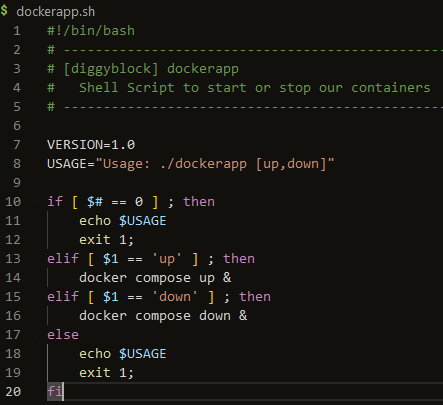 $ dockerapp.sh
1 #!/bin/bash
2 # -----------------------------------------------
3 # [diggyblock] dockerapp
4 #   Shell Script to start or stop our containers
5 # -----------------------------------------------
6
7 VERSION=1.0
8 USAGE="Usage: ./dockerapp [up,down]"
9
10 if [ $# == 0 ] ; then
11     echo $USAGE
12     exit 1;
13 elif [ $1 == 'up' ] ; then
14     docker compose up &
15 elif [ $1 == 'down' ] ; then
16     docker compose down &
17 else
18     echo $USAGE
19     exit 1;
20 fi